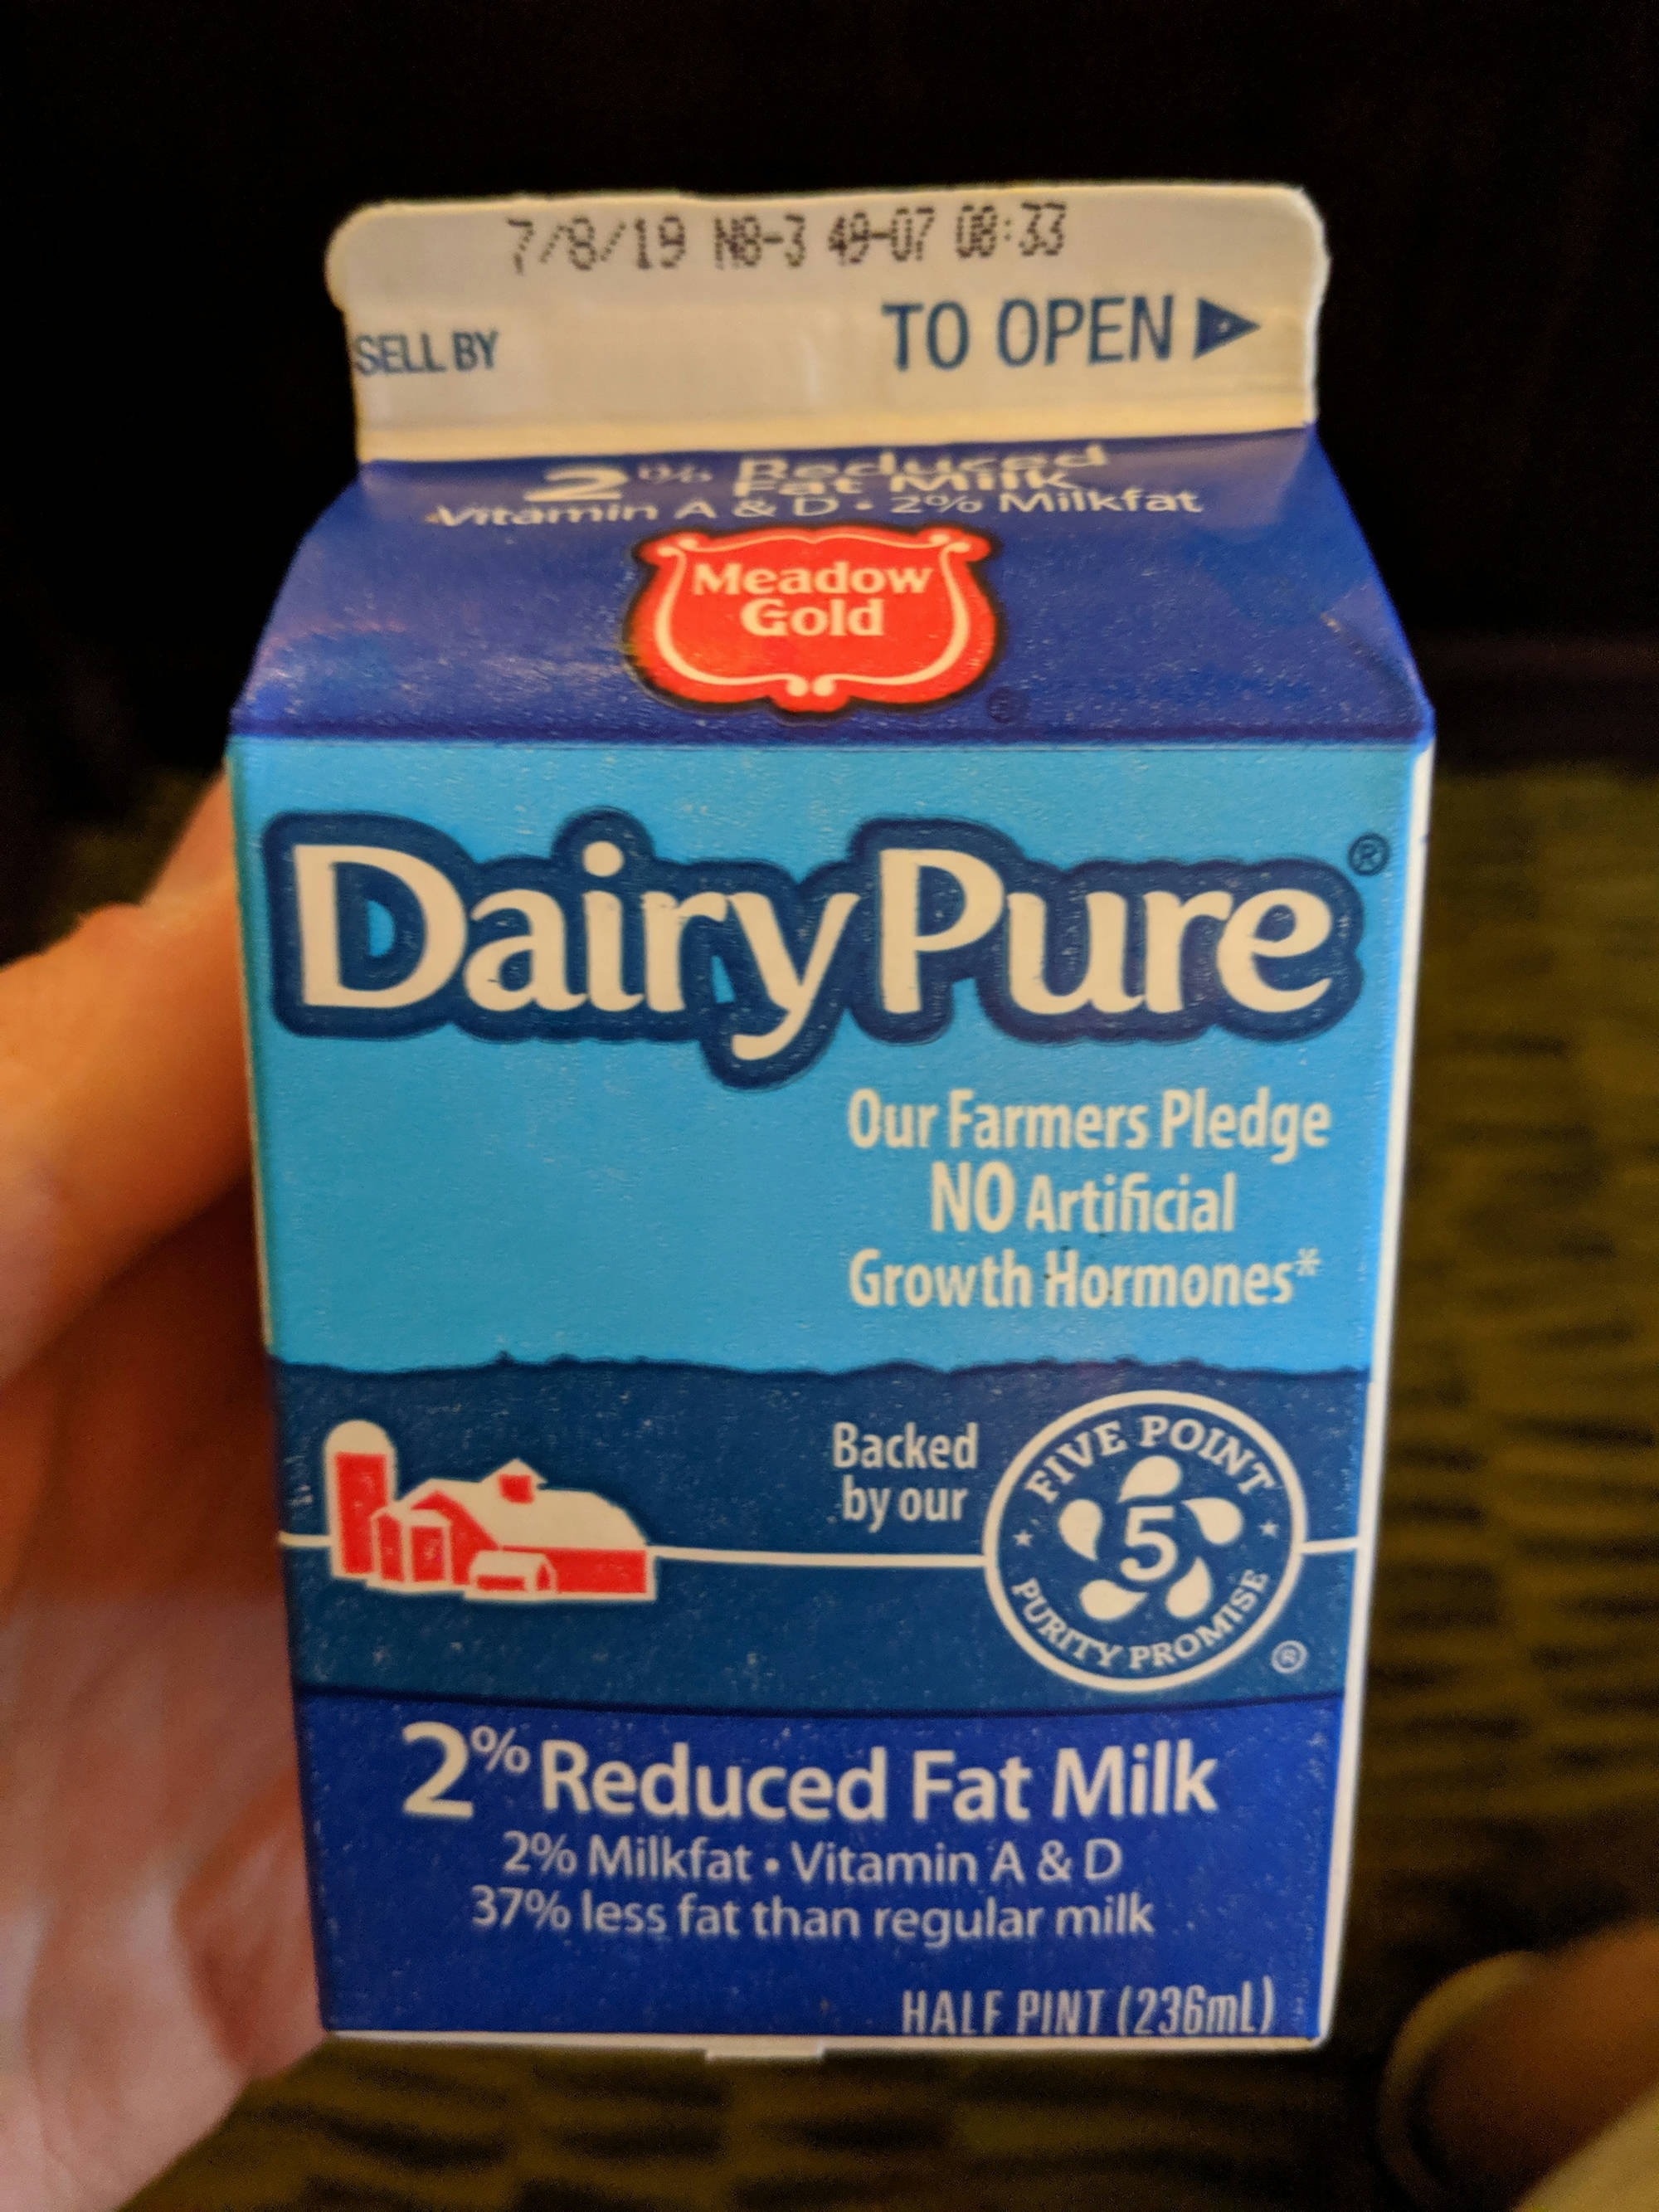 7/8/19 N8-3 49-07 08:33
SELL BY
TO OPEN
2% Reduced
Fat Milk
Vitamin A & D • 2% Milkfat
Meadow
Gold
®
DairyPure®
Our Farmers Pledge
NO Artificial
Growth Hormones*
Backed
by our
FIVE POINT
5
PURITY PROMISE
®
2% Reduced Fat Milk
2% Milkfat • Vitamin A & D
37% less fat than regular milk
HALF PINT (236mL)